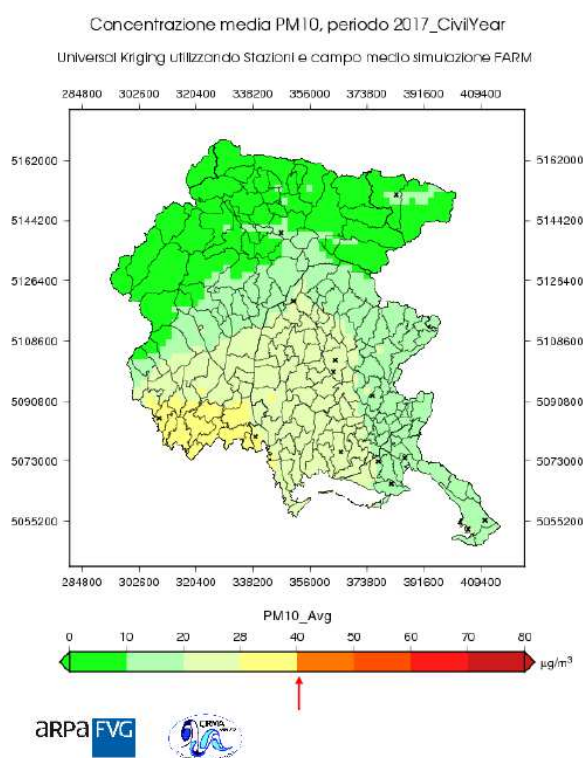 Concentrazione media PM10, periodo 2017_CivilYear
Universal Kriging utilizzando Stazioni e campo medio simulazione FARM
284800 302600 320400 338200 356000 373800 391600 409400
5162000 5162000
5144200 5144200
5126400 5126400
5108600 5108600
5090800 5090800
5073000 5073000
5055200 5055200
284800 302600 320400 338200 356000 373800 391600 409400
PM10_Avg
0 10 20 28 40 50 60 70 80
µg/m³
arpa FVG
CRMA